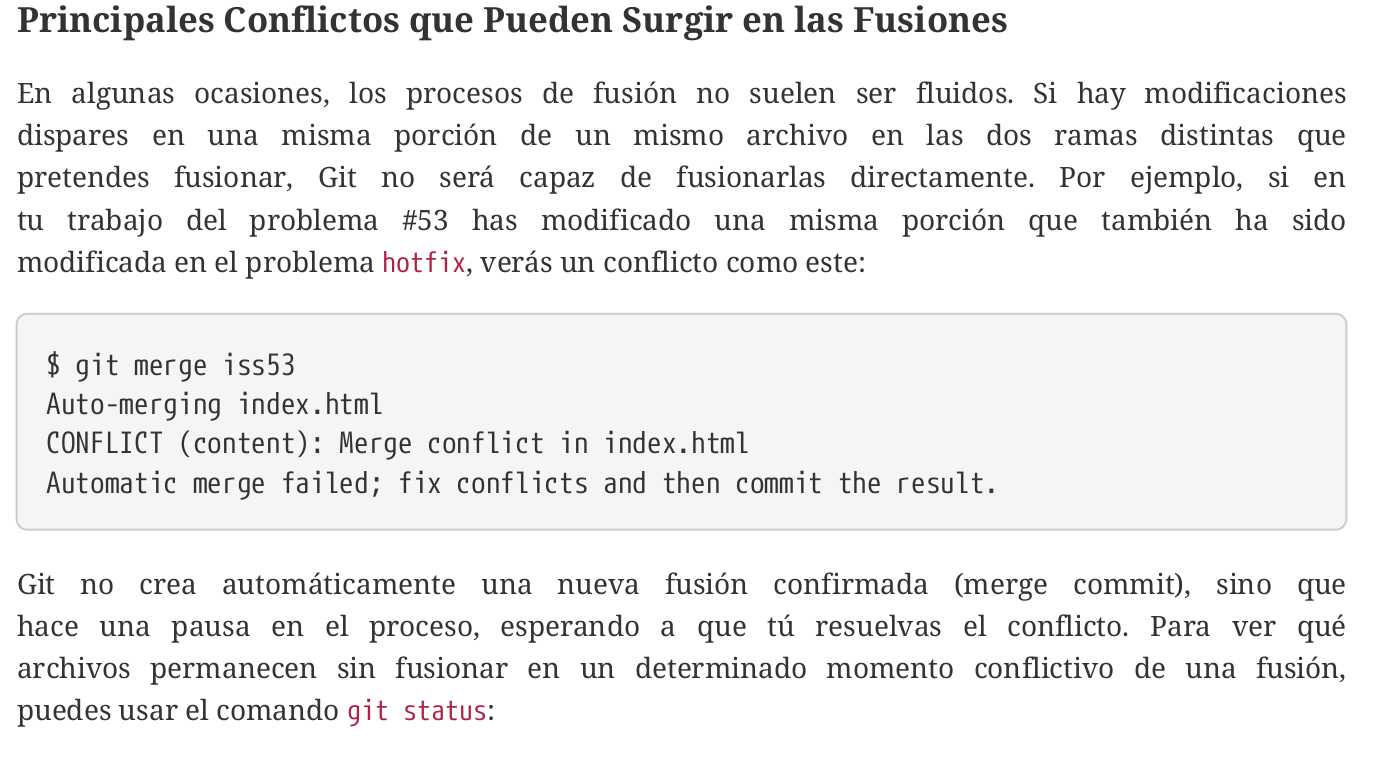 Principales Conflictos que Pueden Surgir en las Fusiones
En algunas ocasiones, los procesos de fusión no suelen ser fluidos. Si hay modificaciones
dispares en una misma porción de un mismo archivo en las dos ramas distintas que
pretendes fusionar, Git no será capaz de fusionarlas directamente. Por ejemplo, si en
tu trabajo del problema #53 has modificado una misma porción que también ha sido
modificada en el problema hotfix, verás un conflicto como este:
$ git merge iss53
Auto-merging index.html
CONFLICT (content): Merge conflict in index.html
Automatic merge failed; fix conflicts and then commit the result.
Git no crea automáticamente una nueva fusión confirmada (merge commit), sino que
hace una pausa en el proceso, esperando a que tú resuelvas el conflicto. Para ver qué
archivos permanecen sin fusionar en un determinado momento conflictivo de una fusión,
puedes usar el comando git status: